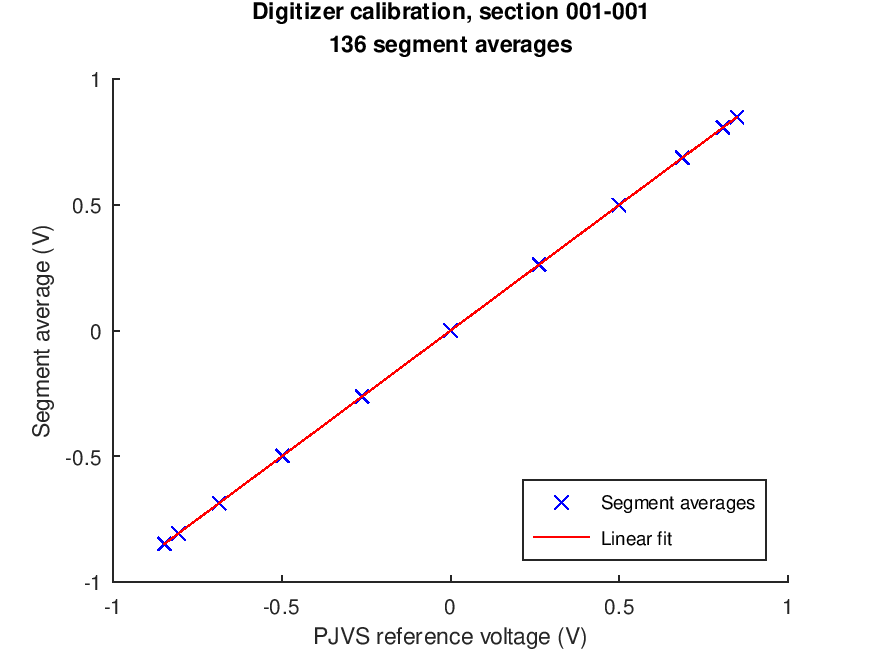 Digitizer calibration, section 001-001
136 segment averages
1
0.5
0
-0.5
-1
Segment average (V)
-1
-0.5
0
0.5
1
PJVS reference voltage (V)
Segment averages
Linear fit